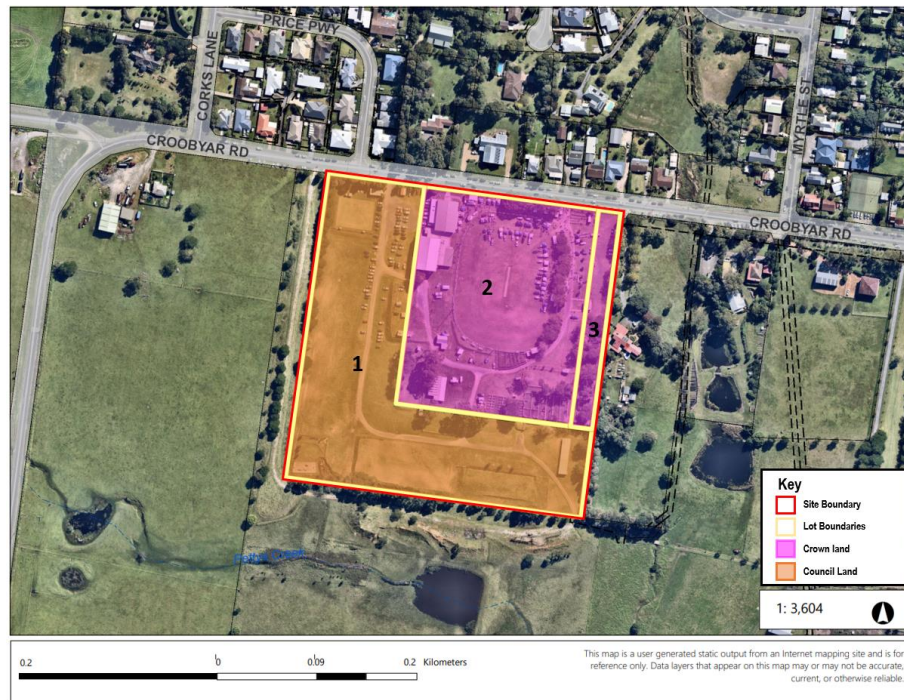 PRICE PWY
CORKS LANE
MYRTLE ST
CROOBYAR RD
CROOBYAR RD
1
2
3
Key
Site Boundary
Lot Boundaries
Crown land
Council Land
1: 3,604
0.2
0
0.09
0.2 Kilometers
This map is a user generated static output from an Internet mapping site and is for
reference only. Data layers that appear on this map may or may not be accurate,
current, or otherwise reliable.